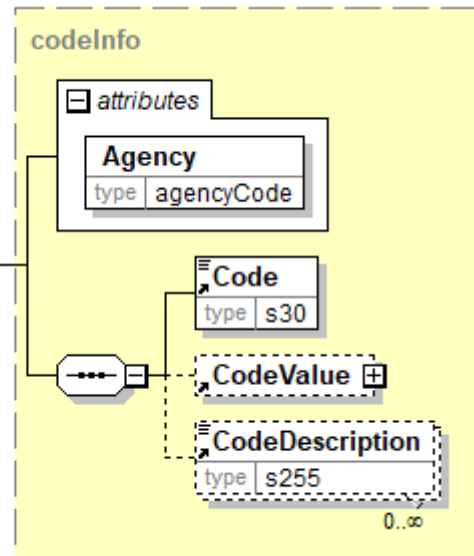 codeInfo
attributes
Agency
type agencyCode
Code
type s30
CodeValue
CodeDescription
type s255
0..∞